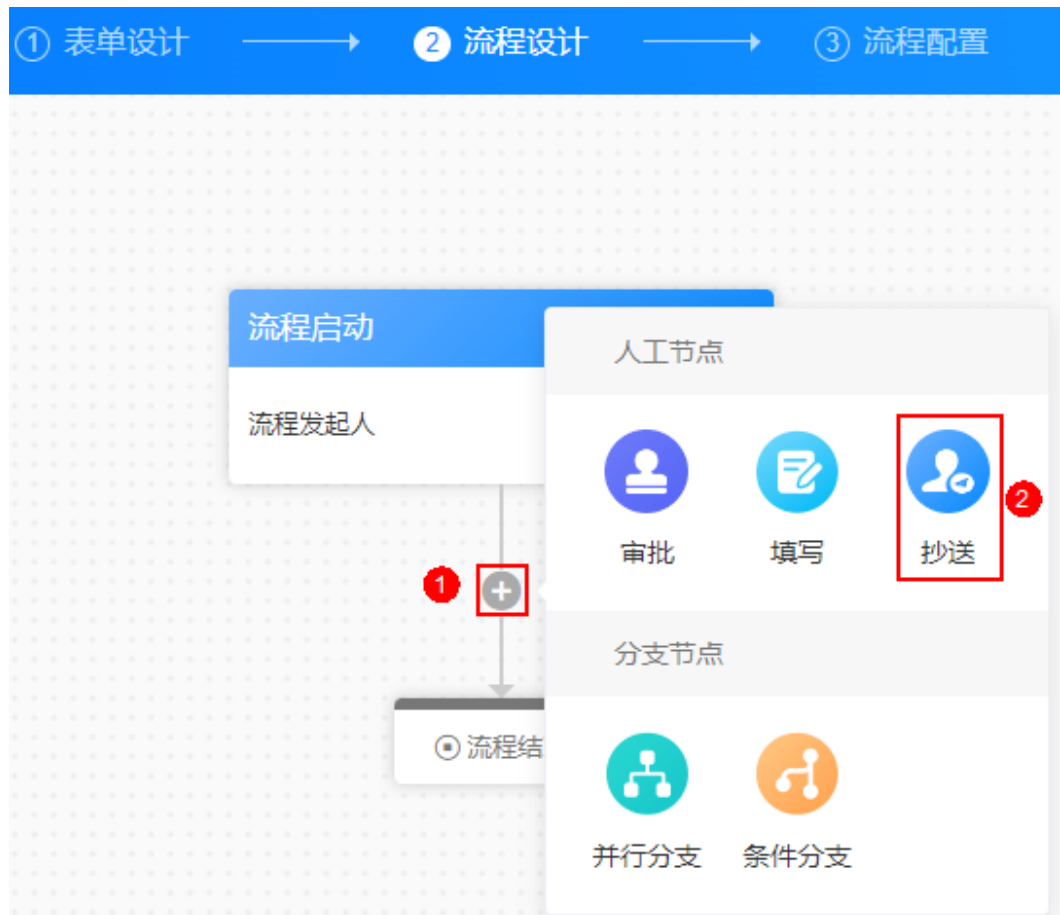 ① 表单设计 ② 流程设计 ③ 流程配置
流程启动
人工节点
流程发起人
2
审批 填写 抄送
1
分支节点
流程结
并行分支 条件分支